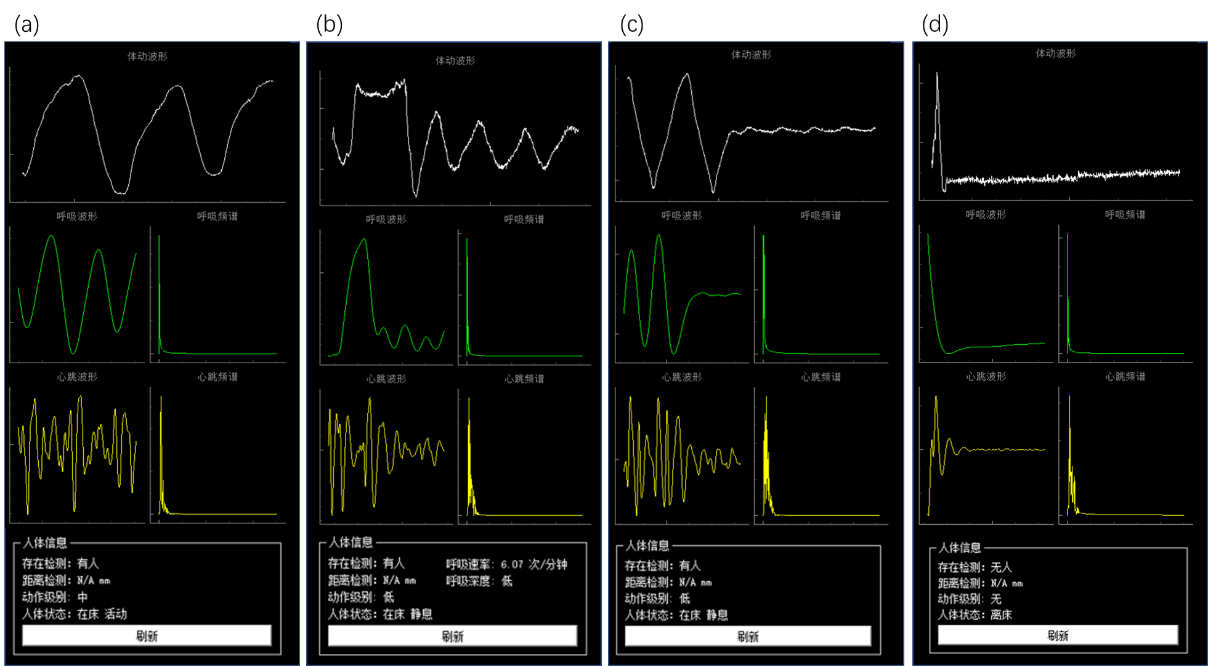 (a)
体动波形
呼吸波形
呼吸频谱
心跳波形
心跳频谱
人体信息
存在检测: 有人
距离检测: N/A mm
动作级别: 中
人体状态: 在床 活动
刷新
(b)
体动波形
呼吸波形
呼吸频谱
心跳波形
心跳频谱
人体信息
存在检测: 有人 呼吸速率: 6.07 次/分钟
距离检测: N/A mm 呼吸深度: 低
动作级别: 低
人体状态: 在床 静息
刷新
(c)
体动波形
呼吸波形
呼吸频谱
心跳波形
心跳频谱
人体信息
存在检测: 有人
距离检测: N/A mm
动作级别: 低
人体状态: 在床 静息
刷新
(d)
体动波形
呼吸波形
呼吸频谱
心跳波形
心跳频谱
人体信息
存在检测: 无人
距离检测: N/A mm
动作级别: 无
人体状态: 离床
刷新